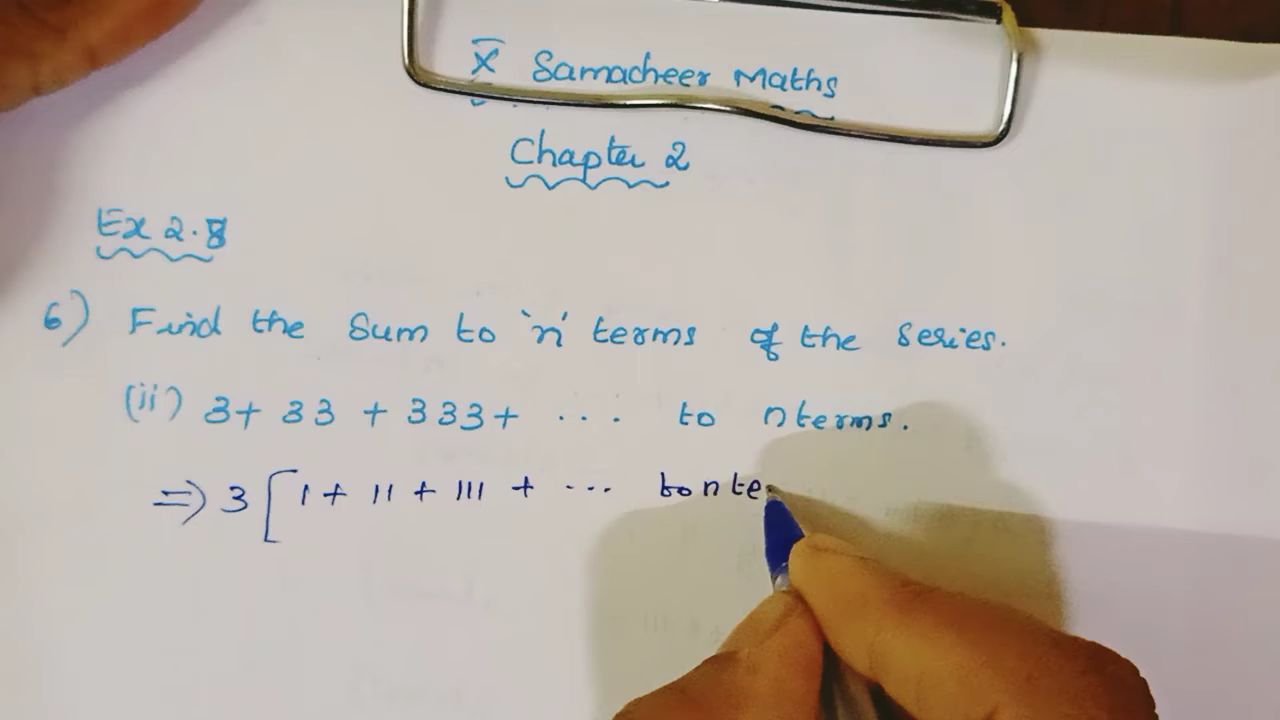 X Samacheer Maths
Chapter 2
Ex 2.8
6) Find the Sum to 'n' terms of the series.
(ii) 3+ 33 + 333+ .... to n terms.
=> 3 [ 1 + 11 + 111 + ... to n te